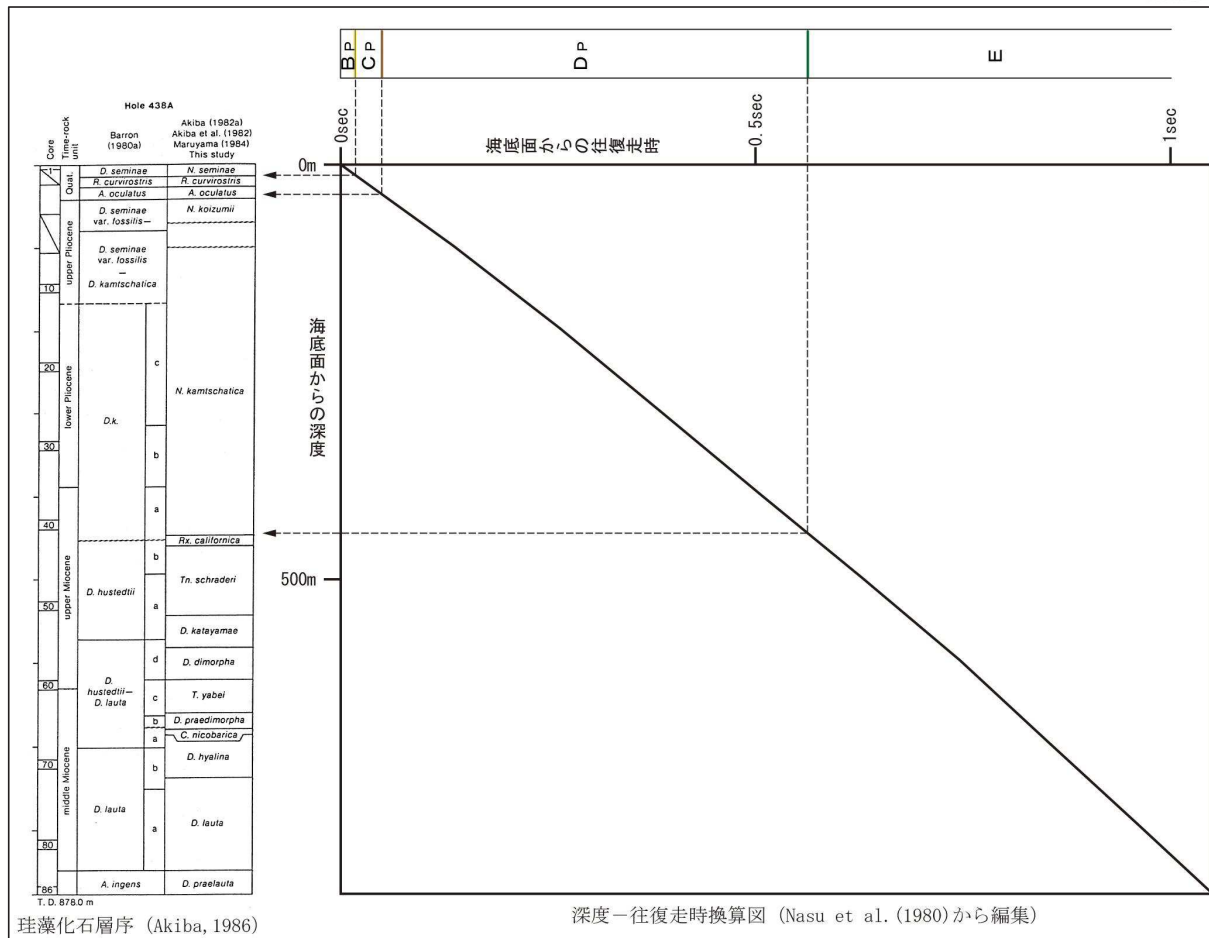 BP
CP
DP
E
0sec
0.5sec
1sec
海底面からの往復走時
0m
500m
海底面からの深度
Hole 438A
Core
Time-rock unit
Barron
(1980a)
Akiba (1982a)
Akiba et al. (1982)
Maruyama (1984)
This study
1
10
20
30
40
50
60
70
80
86
Quat.
upper Pliocene
lower Pliocene
upper Miocene
middle Miocene
D. seminae
R. curvirostris
A. oculatus
D. seminae
var. fossilis—
D. seminae
var. fossilis
—
D. kamtschatica
D.k.
c
b
a
D. hustedtii
b
a
D.
hustedtii—
D. lauta
d
c
b
a
D. lauta
b
a
A. ingens
N. seminae
R. curvirostris
A. oculatus
N. koizumii
N. kamtschatica
Rx. californica
Tn. schraderi
D. katayamae
D. dimorpha
T. yabei
D. praedimorpha
C. nicobarica
D. hyalina
D. lauta
D. praelauta
T. D. 878.0 m
珪藻化石層序 (Akiba, 1986)
深度－往復走時換算図 (Nasu et al. (1980)から編集)